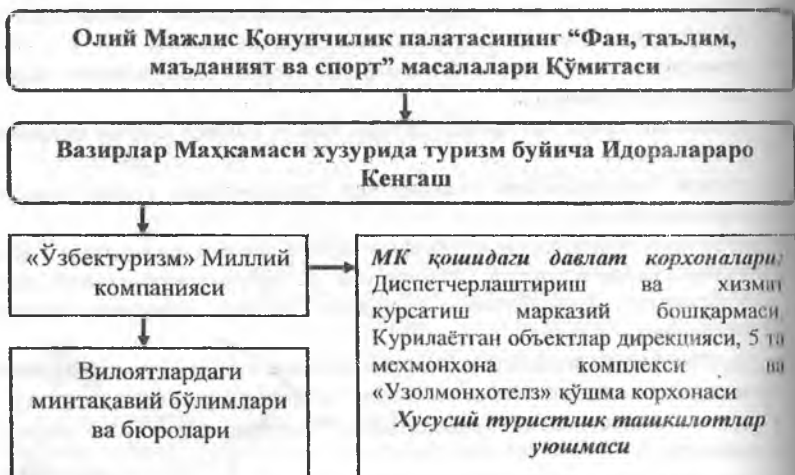 Олий Мажлис Қонунчилик палатасининг “Фан, таълим,
маъданият ва спорт” масалалари Қўмитаси
Вазирлар Маҳкамаси хузурида туризм буйича Идоралараро
Кенгаш
«Ўзбектуризм» Миллий
компанияси
МК қошидаги давлат корхоналари:
Диспетчерлаштириш ва хизмат
курсатиш марказий бошқармаси,
Курилаётган объектлар дирекцияси, 5 та
мехмонхона комплекси ва
«Узолмонхотелз» қўшма корхонаси
Хусусий туристлик ташкилотлар
уюшмаси
Вилоятлардаги
минтақавий бўлимлари
ва бюролари